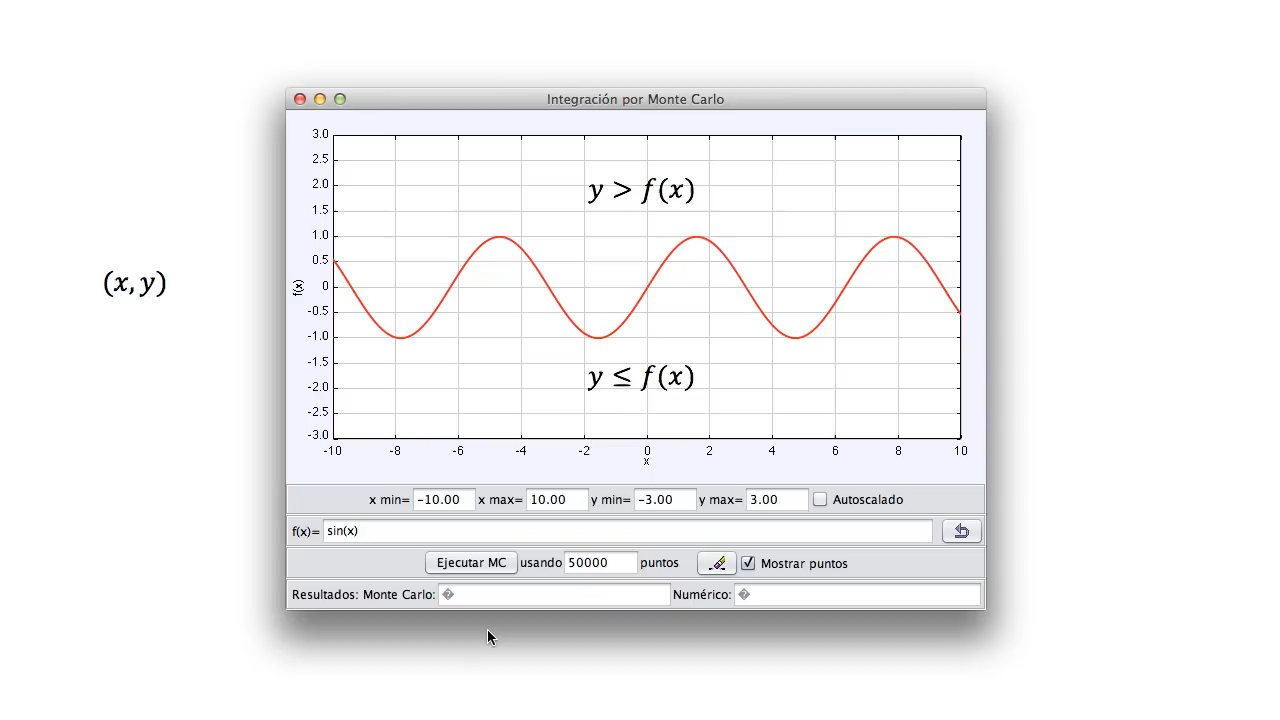 Integración por Monte Carlo
3.0
2.5
2.0
1.5
1.0
0.5
0
-0.5
-1.0
-1.5
-2.0
-2.5
-3.0
f(x)
y > f(x)
(x, y)
y ≤ f(x)
-10 -8 -6 -4 -2 0 2 4 6 8 10
x
x min= -10.00 x max= 10.00 y min= -3.00 y max= 3.00 Autoscalado
f(x)= sin(x)
Ejecutar MC usando 50000 puntos Mostrar puntos
Resultados: Monte Carlo: � Numérico: �